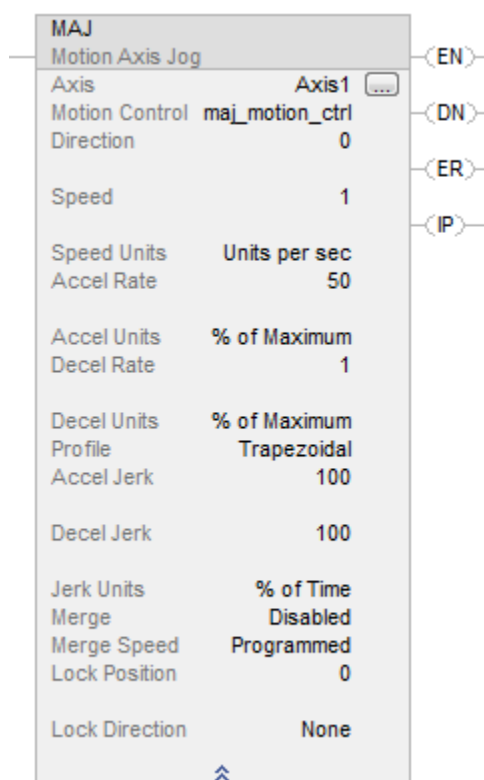 MAJ
Motion Axis Jog (EN)
Axis Axis1 ...
Motion Control maj_motion_ctrl (DN)
Direction 0
(ER)
Speed 1
(IP)
Speed Units Units per sec
Accel Rate 50
Accel Units % of Maximum
Decel Rate 1
Decel Units % of Maximum
Profile Trapezoidal
Accel Jerk 100
Decel Jerk 100
Jerk Units % of Time
Merge Disabled
Merge Speed Programmed
Lock Position 0
Lock Direction None